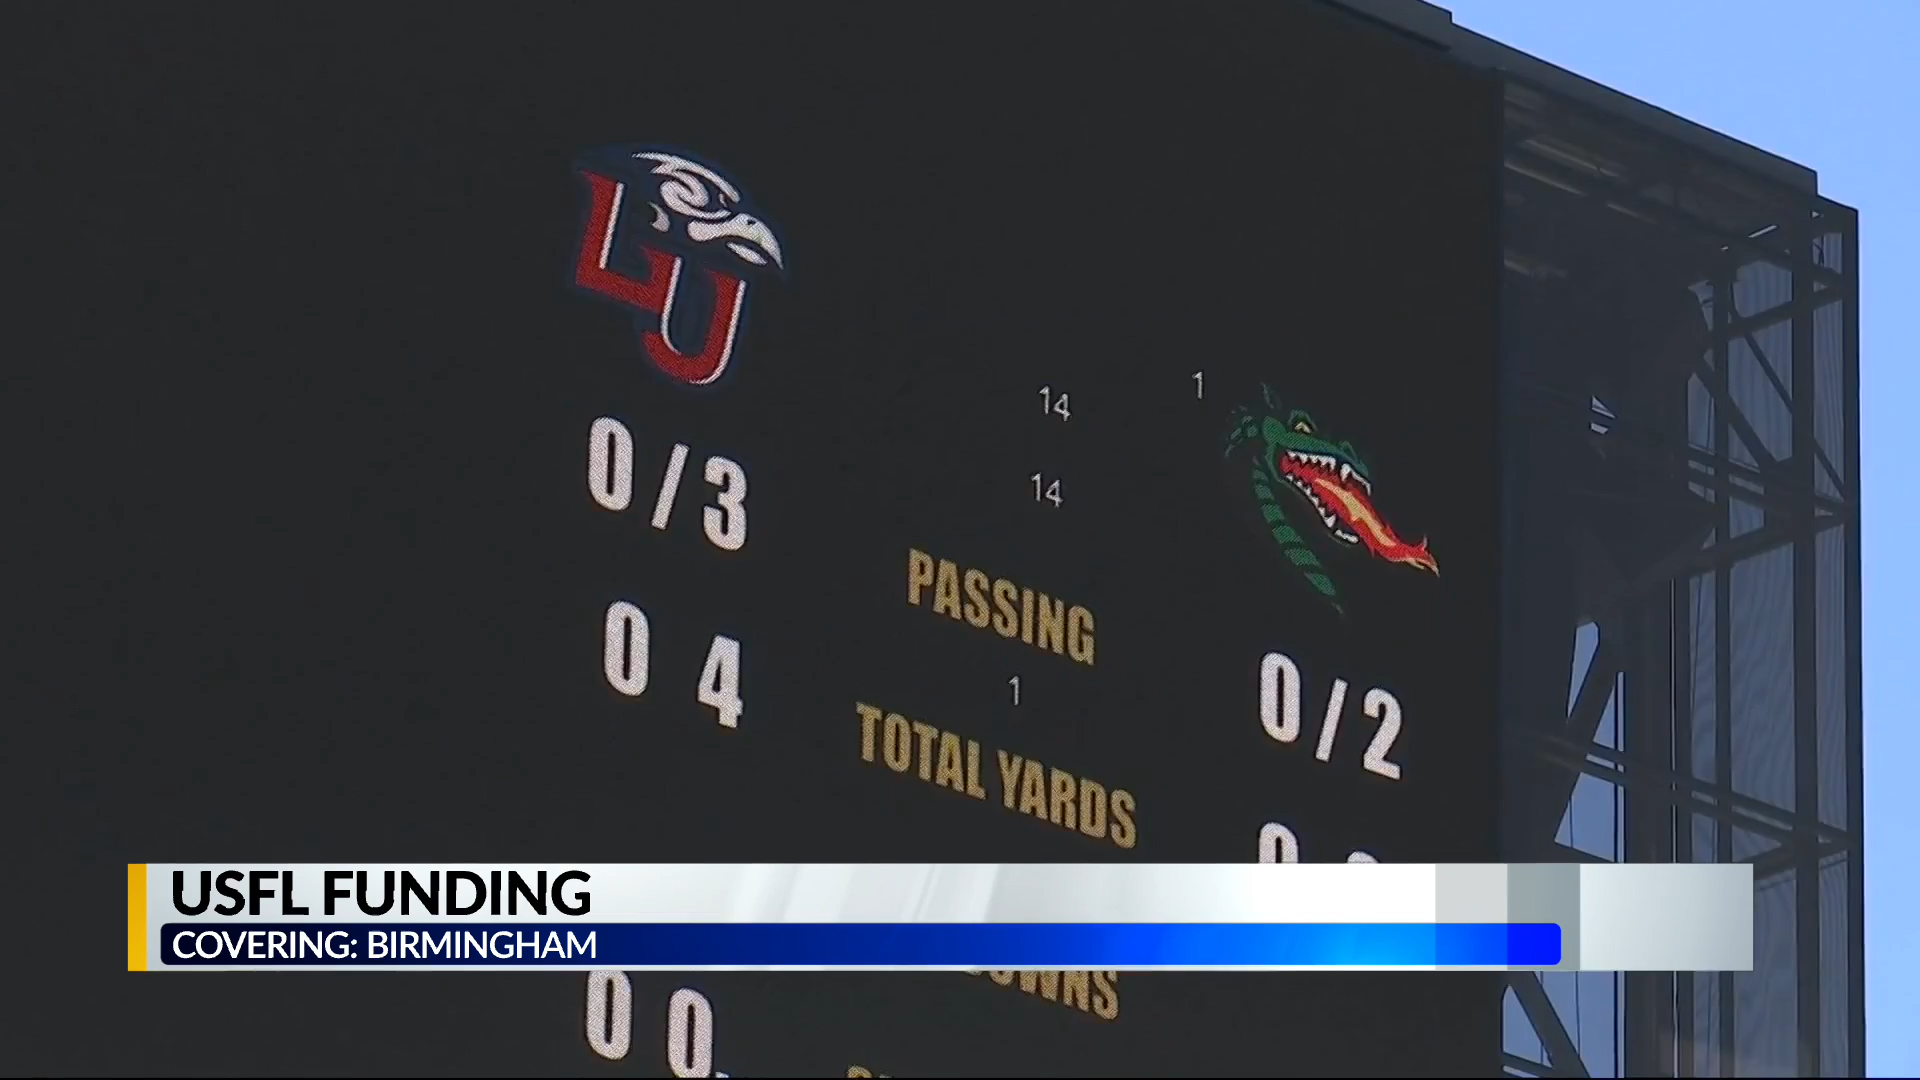 LU
0/3
14
1
14
PASSING
0 4
1
0/2
TOTAL YARDS
USFL FUNDING
COVERING: BIRMINGHAM
0 0